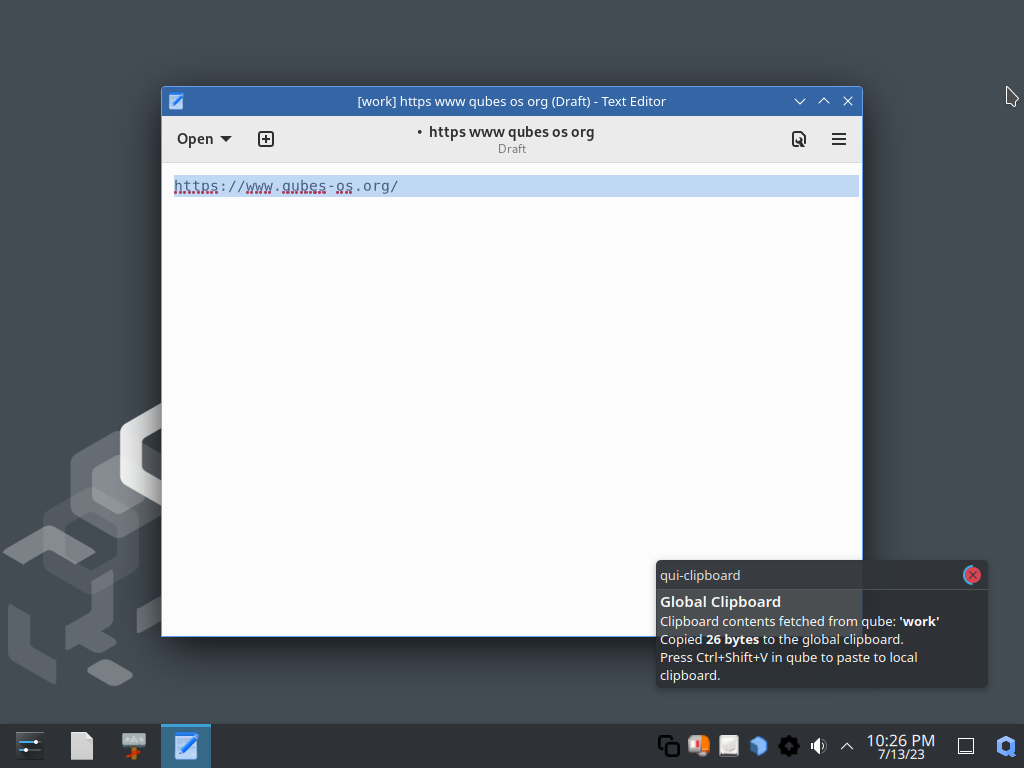 [work] https www qubes os org (Draft) - Text Editor
Open
• https www qubes os org
Draft
https://www.qubes-os.org/
qui-clipboard
Global Clipboard
Clipboard contents fetched from qube: 'work'
Copied 26 bytes to the global clipboard.
Press Ctrl+Shift+V in qube to paste to local
clipboard.
10:26 PM
7/13/23